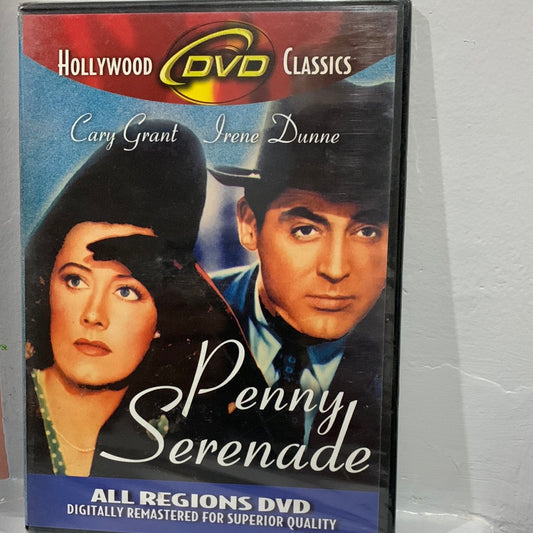 HOLLYWOOD DVD CLASSICS
Cary Grant Irene Dunne
Penny
Serenade
ALL REGIONS DVD
DIGITALLY REMASTERED FOR SUPERIOR QUALITY